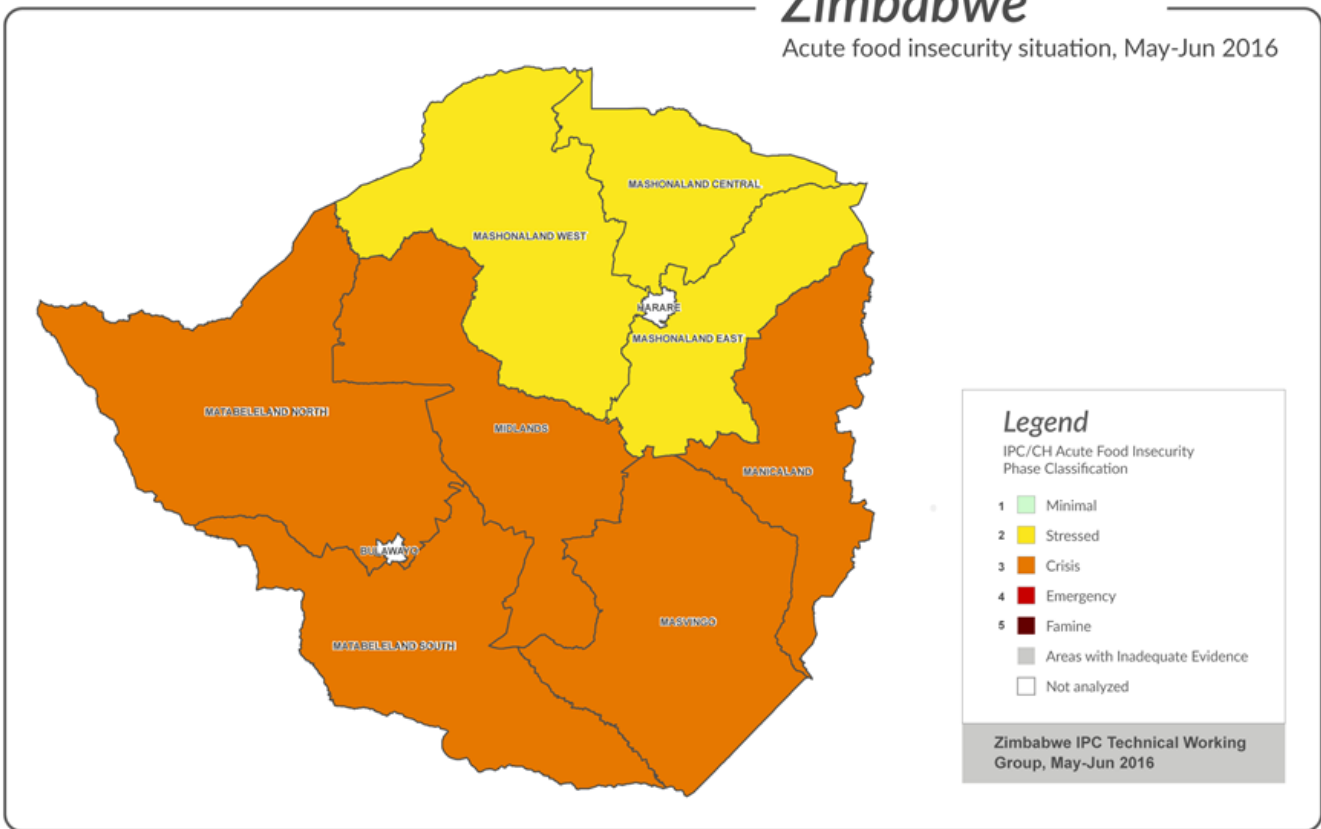 Zimbabwe
Acute food insecurity situation, May-Jun 2016
MASHONALAND CENTRAL
MASHONALAND WEST
HARARE
MASHONALAND EAST
MATABELELAND NORTH
MIDLANDS
MANICALAND
BULAWAYO
MASVINGO
MATABELELAND SOUTH
Legend
IPC/CH Acute Food Insecurity
Phase Classification
1 Minimal
2 Stressed
3 Crisis
4 Emergency
5 Famine
Areas with Inadequate Evidence
Not analyzed
Zimbabwe IPC Technical Working
Group, May-Jun 2016